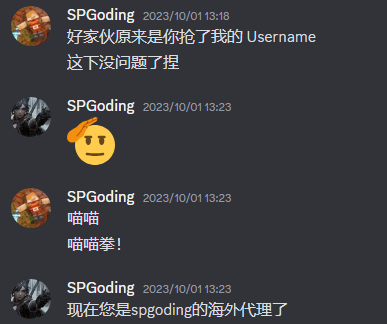 SPGoding 2023/10/01 13:18
好家伙原来是你抢了我的 Username
这下没问题了捏
SPGoding 2023/10/01 13:23
SPGoding 2023/10/01 13:23
喵喵
喵喵拳！
SPGoding 2023/10/01 13:23
现在您是spgoding的海外代理了